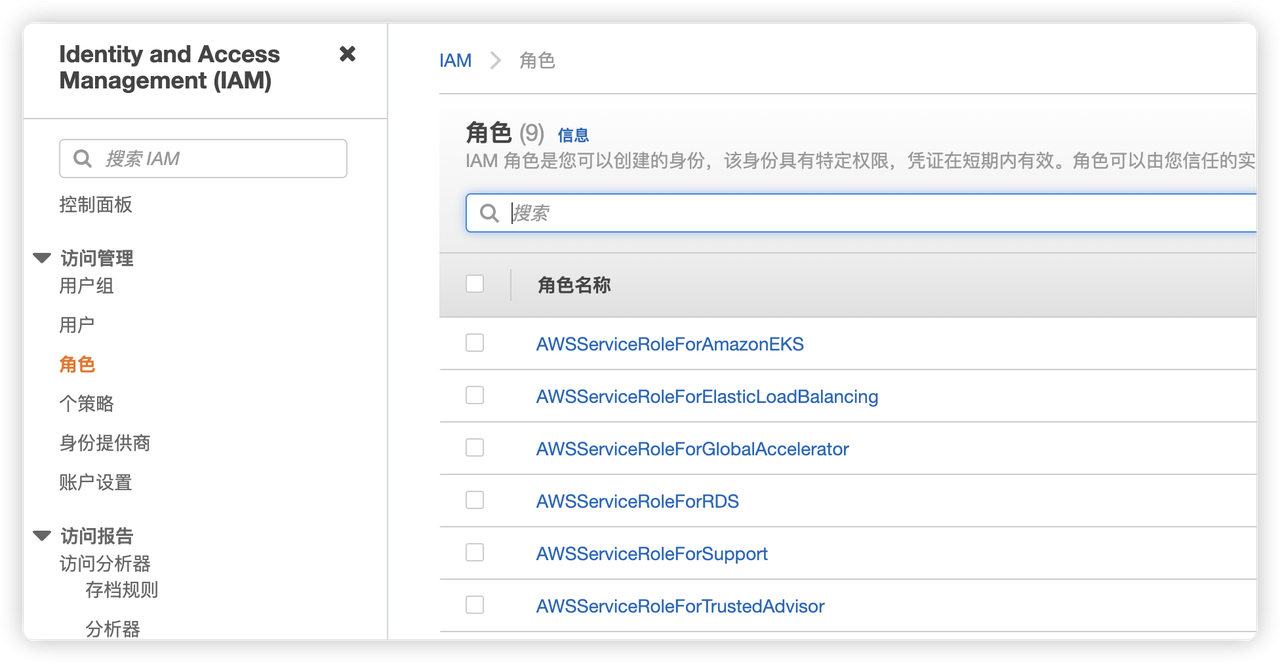 Identity and Access
Management (IAM)
搜索 IAM
控制面板
访问管理
用户组
用户
角色
个策略
身份提供商
账户设置
访问报告
访问分析器
存档规则
分析器
IAM
角色
角色 (9) 信息
IAM 角色是您可以创建的身份，该身份具有特定权限，凭证在短期内有效。角色可以由您信任的实
搜索
角色名称
AWSServiceRoleForAmazonEKS
AWSServiceRoleForElasticLoadBalancing
AWSServiceRoleForGlobalAccelerator
AWSServiceRoleForRDS
AWSServiceRoleForSupport
AWSServiceRoleForTrustedAdvisor